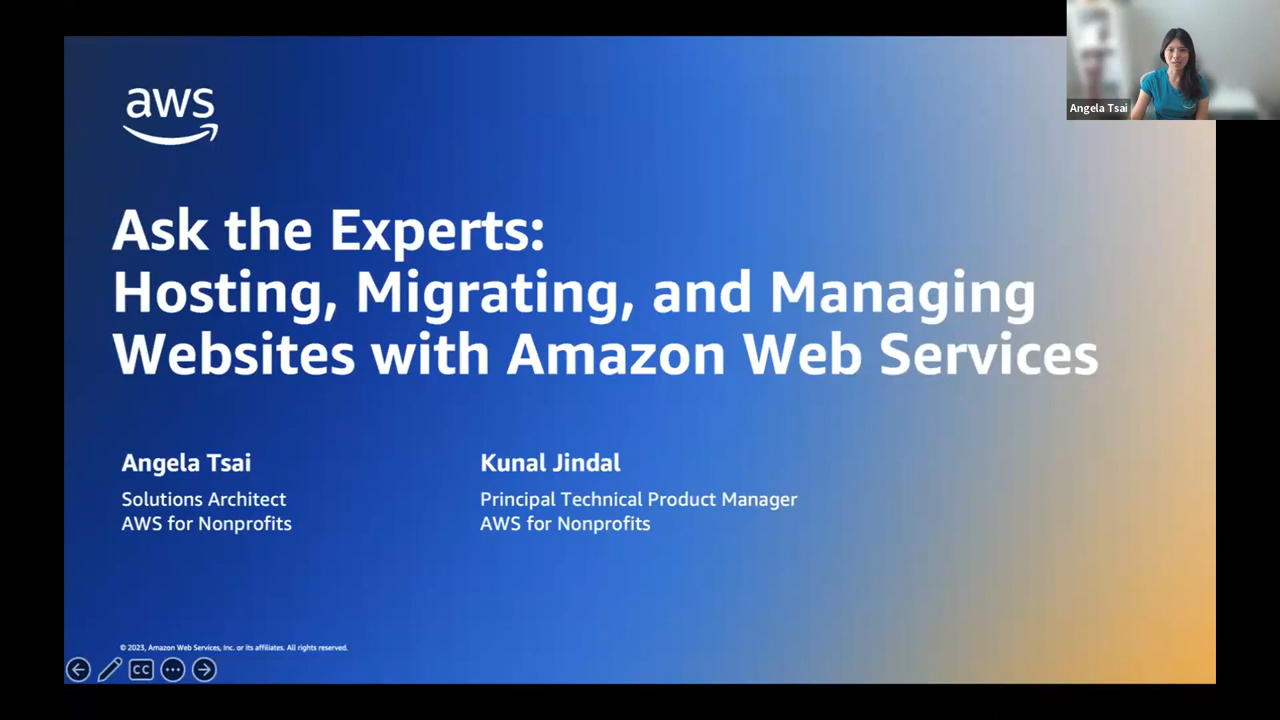 aws
Angela Tsai
Ask the Experts:
Hosting, Migrating, and Managing
Websites with Amazon Web Services
Angela Tsai
Solutions Architect
AWS for Nonprofits
Kunal Jindal
Principal Technical Product Manager
AWS for Nonprofits
© 2023, Amazon Web Services, Inc. or its affiliates. All rights reserved.
CC